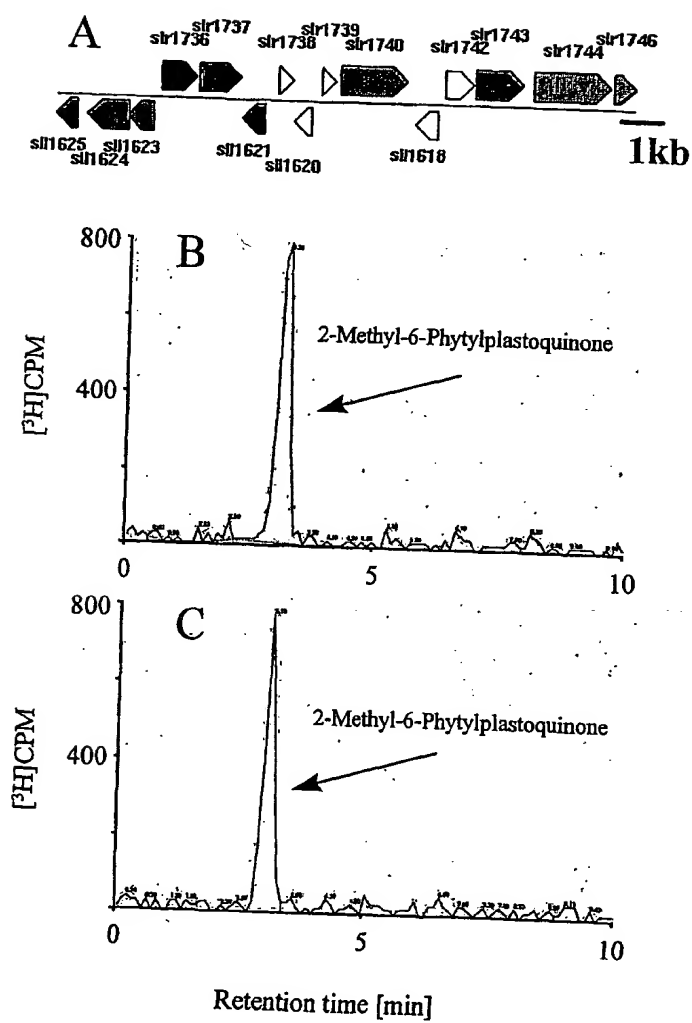 A
slr1736
slr1737
slr1738
slr1739
slr1740
slr1742
slr1743
slr1744
slr1746
sll1625
sll1624
sll1623
sll1621
sll1620
sll1618
1kb
B
800
400
[³H]CPM
2-Methyl-6-Phytylplastoquinone
0
5
10
C
800
400
[³H]CPM
2-Methyl-6-Phytylplastoquinone
0
5
10
Retention time [min]